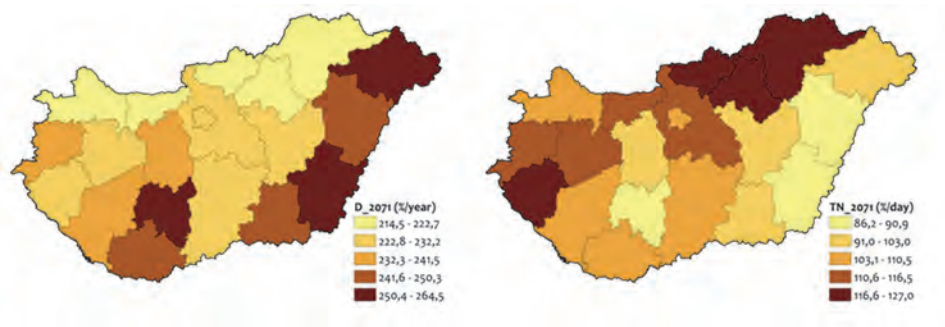 D_2071 (%/year)
214,5 - 222,7
222,8 - 232,2
232,3 - 241,5
241,6 - 250,3
250,4 - 264,5
TN_2071 (%/day)
86,2 - 90,9
91,0 - 103,0
103,1 - 110,5
110,6 - 116,5
116,6 - 127,0